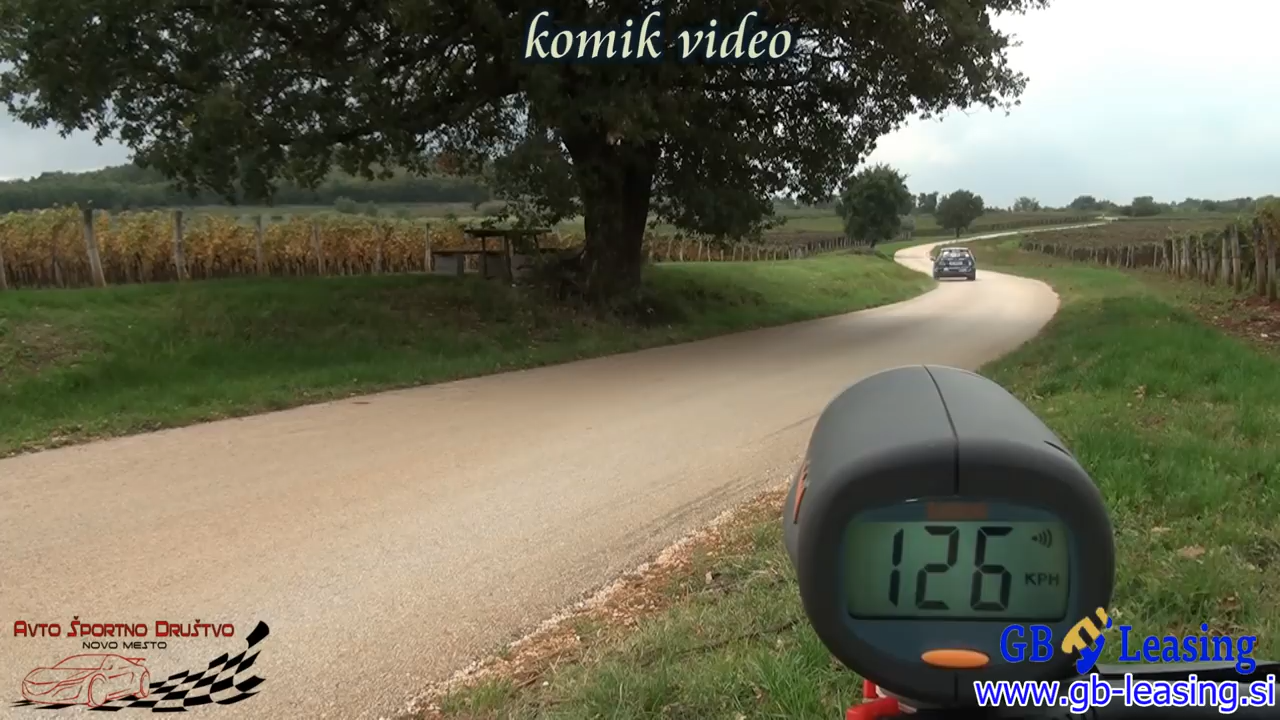 komik video
126
KPH
AVTO ŠPORTNO DRUŠTVO
NOVO MESTO
GB Leasing
www.gb-leasing.si